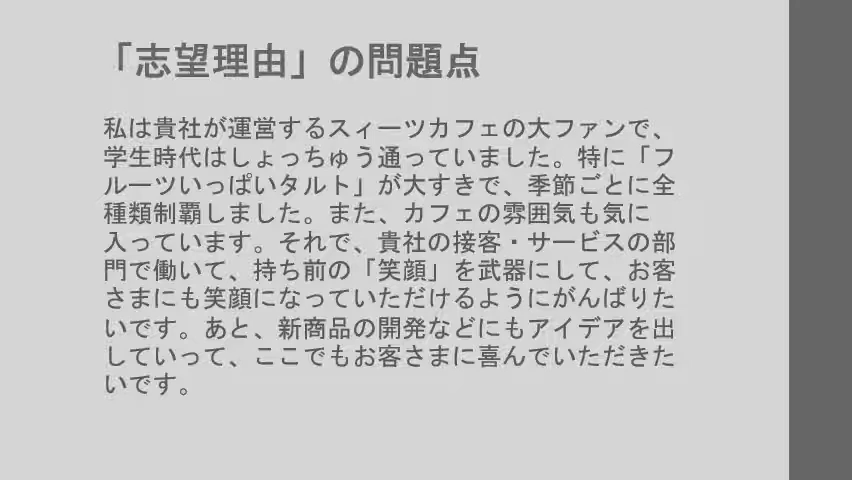 「志望理由」の問題点
私は貴社が運営するスィーツカフェの大ファンで、
学生時代はしょっちゅう通っていました。特に「フ
ルーツいっぱいタルト」が大すきで、季節ごとに全
種類制覇しました。また、カフェの雰囲気も気に
入っています。それで、貴社の接客・サービスの部
門で働いて、持ち前の「笑顔」を武器にして、お客
さまにも笑顔になっていただけるようにがんばりた
いです。あと、新商品の開発などにもアイデアを出
していって、ここでもお客さまに喜んでいただきた
いです。